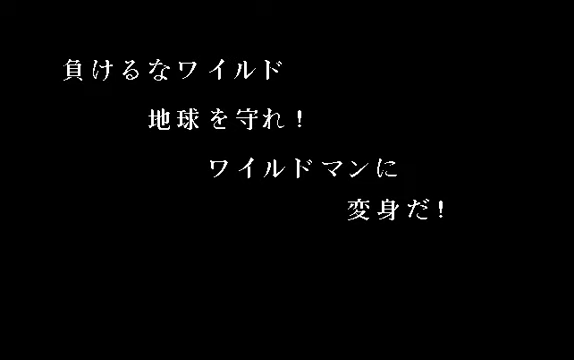 負けるなワイルド
地球を守れ！
ワイルドマンに
変身だ！